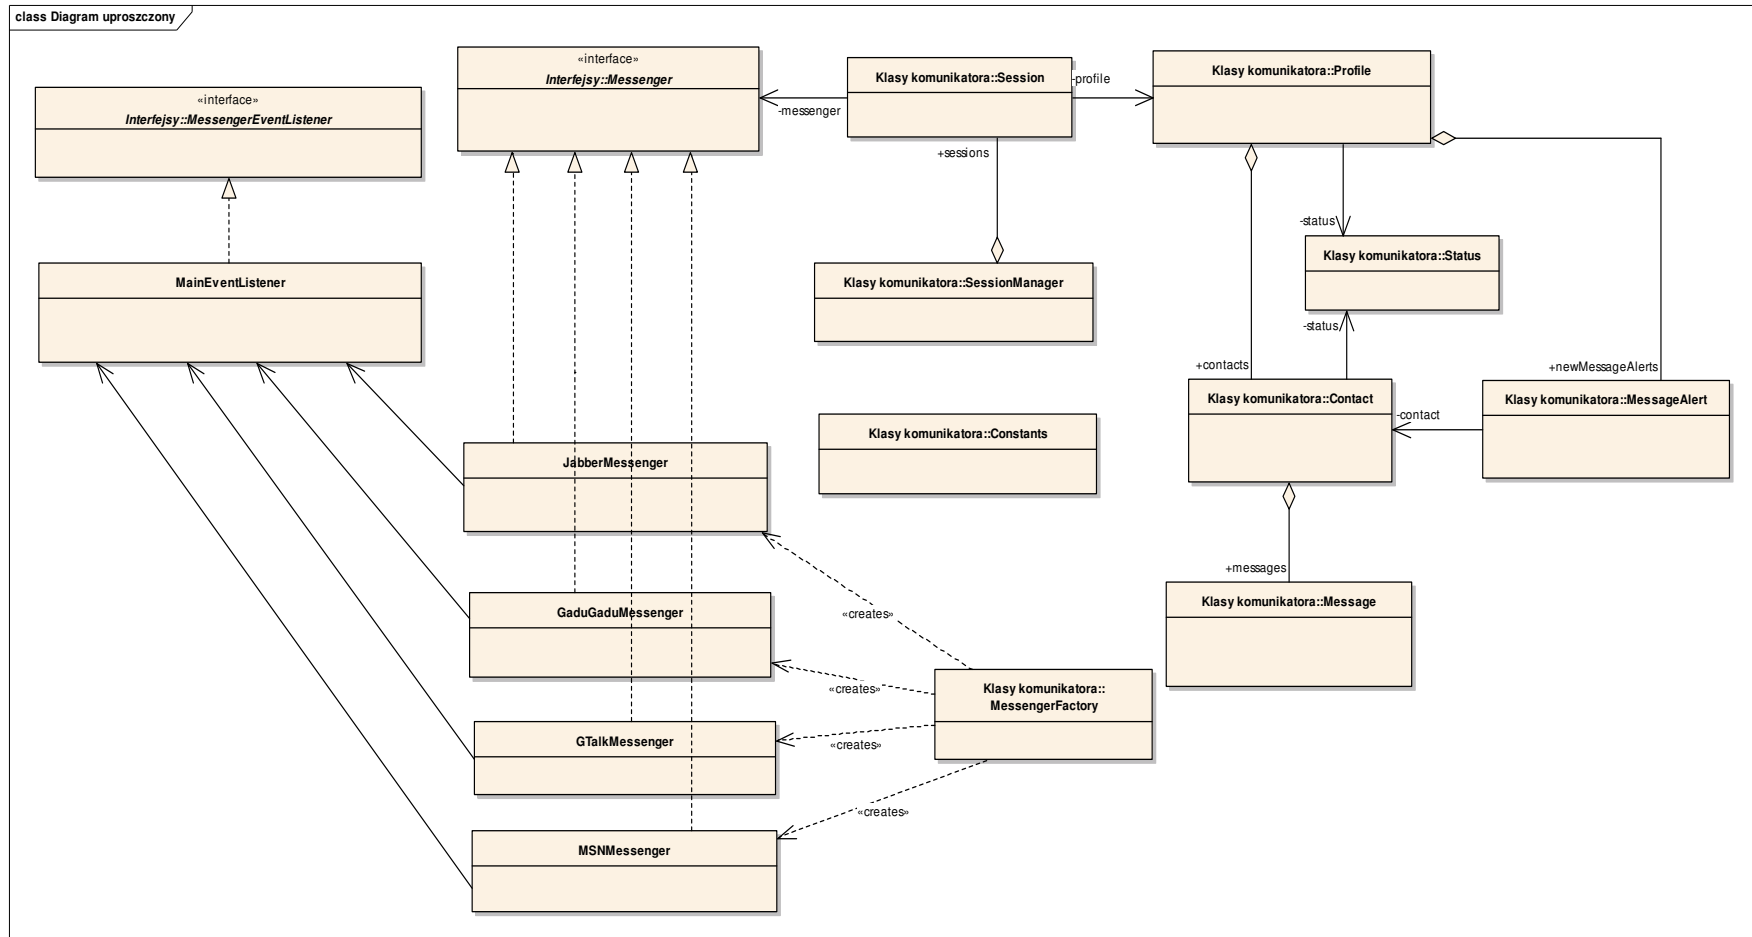 class Diagram uproszczony
«interface»
Interfejsy::Messenger
Klasy komunikatora::Session
-profile
Klasy komunikatora::Profile
«interface»
Interfejsy::MessengerEventListener
-messenger
+sessions
-status
Klasy komunikatora::Status
MainEventListener
Klasy komunikatora::SessionManager
-status
+contacts
+newMessageAlerts
Klasy komunikatora::Contact
-contact
Klasy komunikatora::MessageAlert
Klasy komunikatora::Constants
JabberMessenger
+messages
Klasy komunikatora::Message
GaduGaduMessenger
«creates»
«creates»
Klasy komunikatora::
MessengerFactory
GTalkMessenger
«creates»
«creates»
MSNMessenger